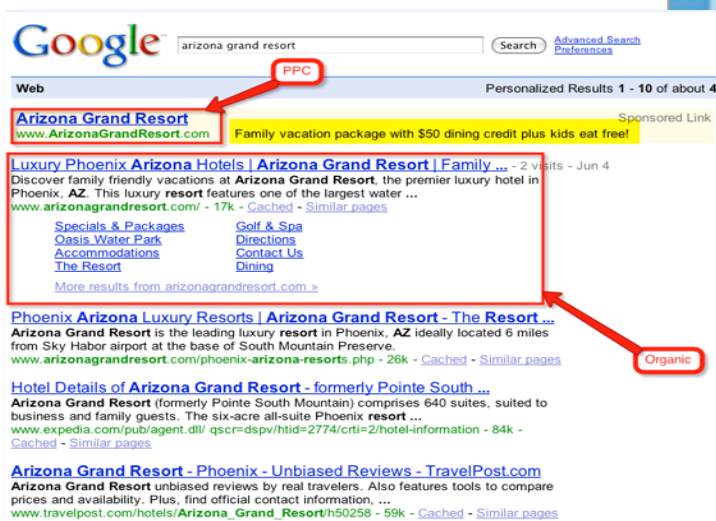 Google arizona grand resort Search Advanced Search
Preferences
PPC
Web Personalized Results 1 - 10 of about 4
Arizona Grand Resort Sponsored Link
www.ArizonaGrandResort.com Family vacation package with $50 dining credit plus kids eat free!
Luxury Phoenix Arizona Hotels | Arizona Grand Resort | Family ... - 2 visits - Jun 4
Discover family friendly vacations at Arizona Grand Resort, the premier luxury hotel in
Phoenix, AZ. This luxury resort features one of the largest water ...
www.arizonagrandresort.com/ - 17k - Cached - Similar pages
Specials & Packages Golf & Spa
Oasis Water Park Directions
Accommodations Contact Us
The Resort Dining
More results from arizonagrandresort.com »
Phoenix Arizona Luxury Resorts | Arizona Grand Resort - The Resort ...
Arizona Grand Resort is the leading luxury resort in Phoenix, AZ ideally located 6 miles
from Sky Habor airport at the base of South Mountain Preserve.
www.arizonagrandresort.com/phoenix-arizona-resorts.php - 26k - Cached - Similar pages
Organic
Hotel Details of Arizona Grand Resort - formerly Pointe South ...
Arizona Grand Resort (formerly Pointe South Mountain) comprises 640 suites, suited to
business and family guests. The six-acre all-suite Phoenix resort ...
www.expedia.com/pub/agent.dll/ qscr=dspv/htid=2774/crti=2/hotel-information - 84k -
Cached - Similar pages
Arizona Grand Resort - Phoenix - Unbiased Reviews - TravelPost.com
Arizona Grand Resort unbiased reviews by real travelers. Also features tools to compare
prices and availability. Plus, find official contact information, ...
www.travelpost.com/hotels/Arizona_Grand_Resort/h50258 - 59k - Cached - Similar pages